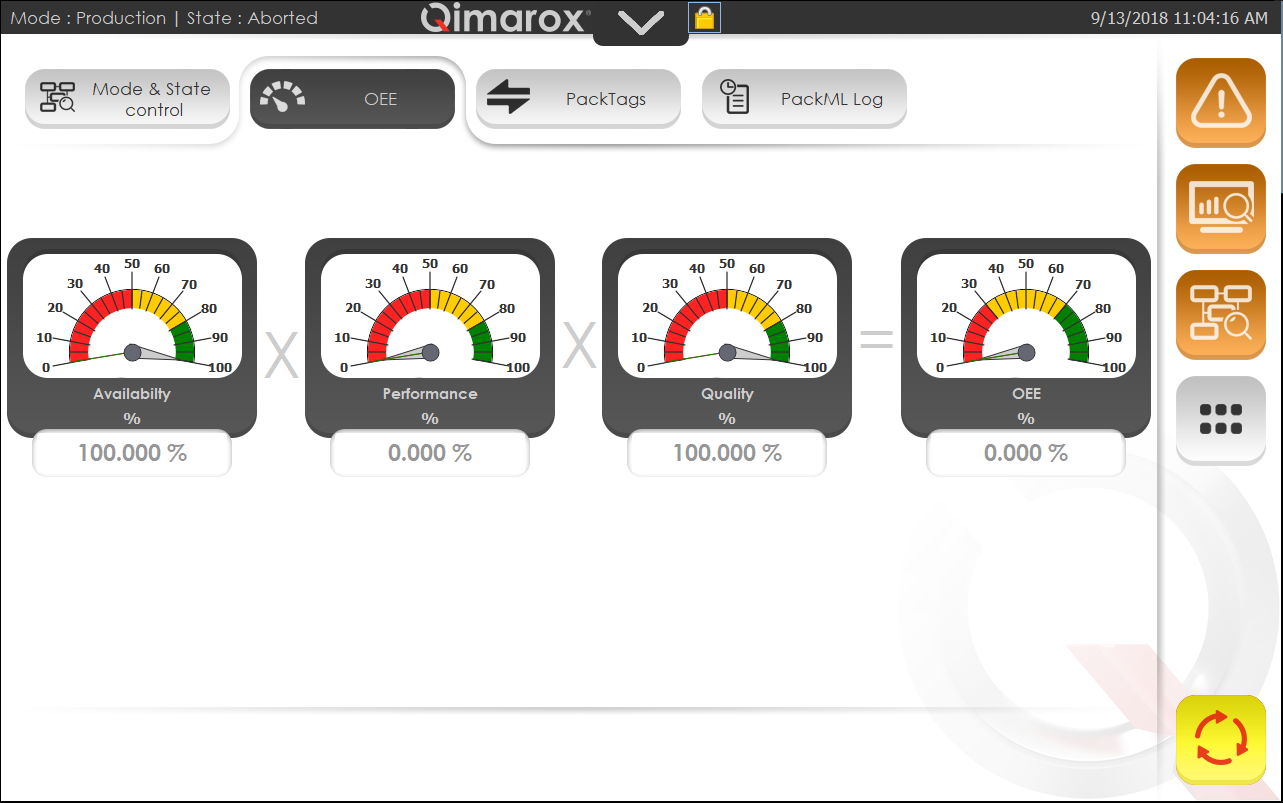 Mode : Production | State : Aborted
Qimarox®
9/13/2018 11:04:16 AM
Mode & State
control
OEE
PackTags
PackML Log
0 10 20 30 40 50 60 70 80 90 100
Availabilty
%
100.000 %
X
0 10 20 30 40 50 60 70 80 90 100
Performance
%
0.000 %
X
0 10 20 30 40 50 60 70 80 90 100
Quality
%
100.000 %
=
0 10 20 30 40 50 60 70 80 90 100
OEE
%
0.000 %